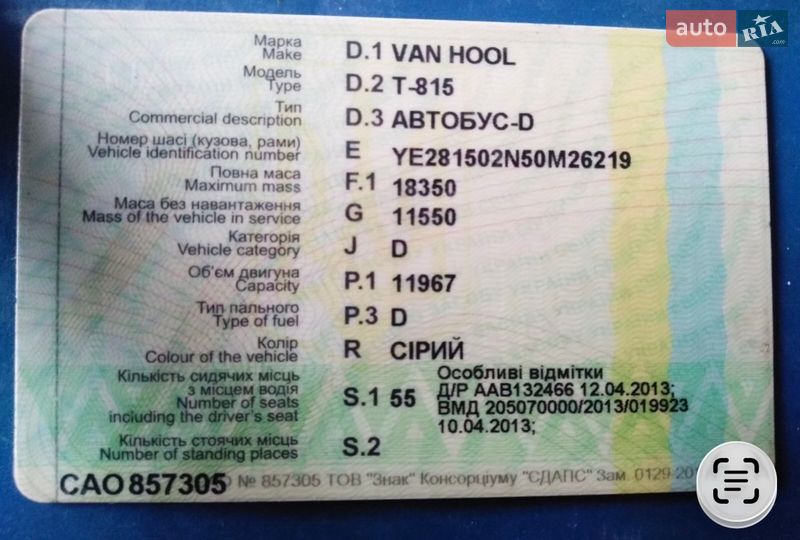 auto RIA.com
Марка
Make D.1 VAN HOOL
Модель
Type D.2 T-815
Тип
Commercial description D.3 АВТОБУС-D
Номер шасі (кузова, рами)
Vehicle identification number E YE281502N50M26219
Повна маса
Maximum mass F.1 18350
Маса без навантаження
Mass of the vehicle in service G 11550
Категорія
Vehicle category J D
Об'єм двигуна
Capacity P.1 11967
Тип пального
Type of fuel P.3 D
Колір
Colour of the vehicle R СІРИЙ
Кількість сидячих місць
з місцем водія
Number of seats
including the driver's seat S.1 55
Особливі відмітки
Д/Р ААВ132466 12.04.2013;
ВМД 205070000/2013/019923
10.04.2013;
Кількість стоячих місць
Number of standing places S.2
САО 857305 № 857305 ТОВ "Знак" Консорціуму "СДАПС" Зам. 0129-20